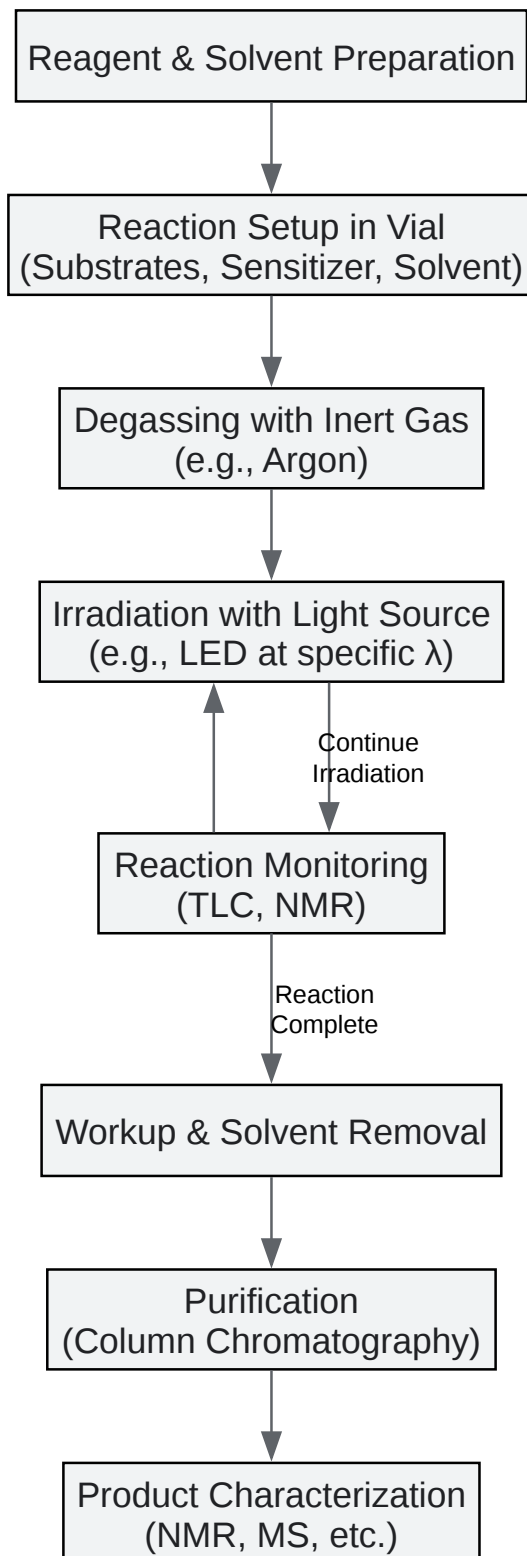 Reagent & Solvent Preparation
Reaction Setup in Vial
(Substrates, Sensitizer, Solvent)
Degassing with Inert Gas
(e.g., Argon)
Irradiation with Light Source
(e.g., LED at specific λ)
Continue
Irradiation
Reaction Monitoring
(TLC, NMR)
Reaction
Complete
Workup & Solvent Removal
Purification
(Column Chromatography)
Product Characterization
(NMR, MS, etc.)